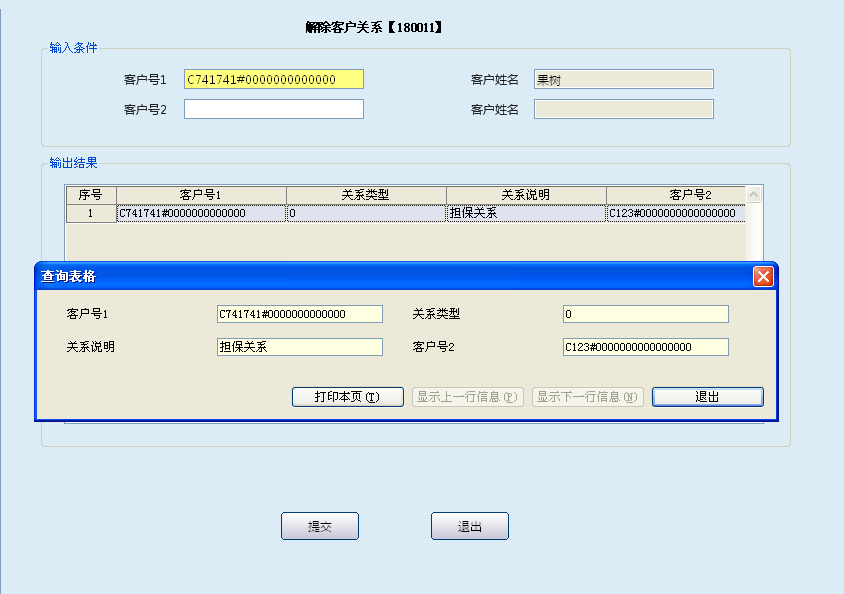 解除客户关系【180011】
输入条件
客户号1 C741741#0000000000000 客户姓名 果树
客户号2 客户姓名
输出结果
序号 客户号1 关系类型 关系说明 客户号2
1 C741741#0000000000000 0 担保关系 C123#0000000000000000
查询表格
客户号1 C741741#0000000000000 关系类型 0
关系说明 担保关系 客户号2 C123#0000000000000000
打印本页(T) 显示上一行信息(P) 显示下一行信息(N) 退出
提交 退出